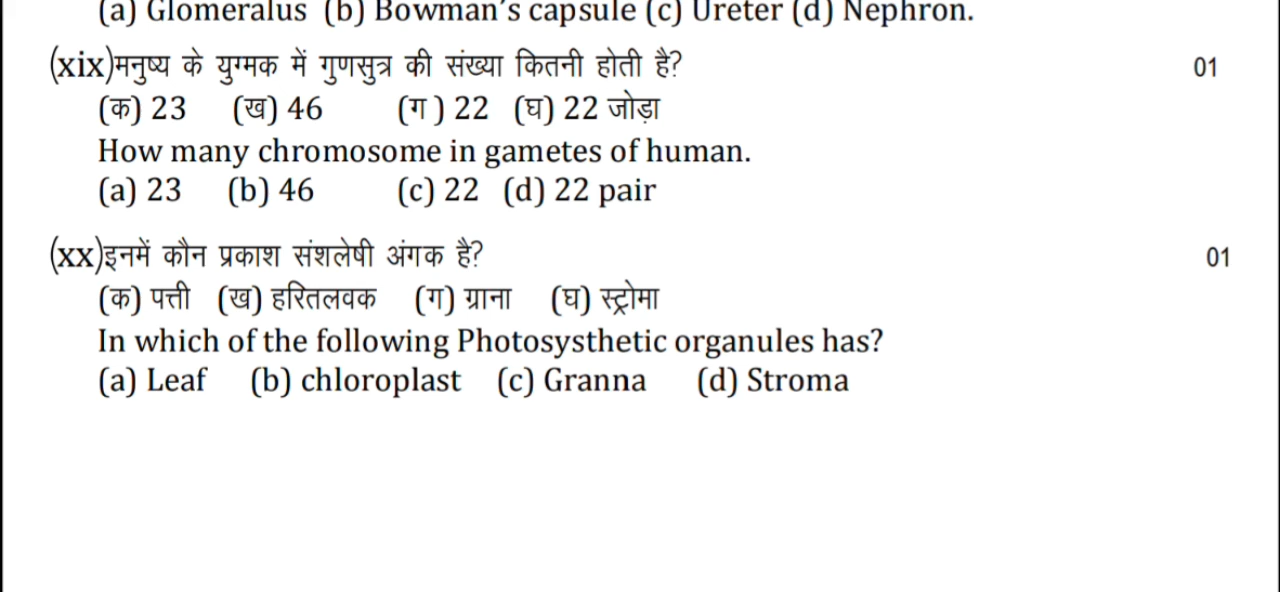 (a) Glomeralus (b) Bowman's capsule (c) Ureter (d) Nephron.
(xix)मनुष्य के युग्मक में गुणसुत्र की संख्या कितनी होती है? 01
(क) 23 (ख) 46 (ग ) 22 (घ) 22 जोड़ा
How many chromosome in gametes of human.
(a) 23 (b) 46 (c) 22 (d) 22 pair
(xx)इनमें कौन प्रकाश संशलेषी अंगक है? 01
(क) पत्ती (ख) हरितलवक (ग) ग्राना (घ) स्ट्रोमा
In which of the following Photosysthetic organules has?
(a) Leaf (b) chloroplast (c) Granna (d) Stroma